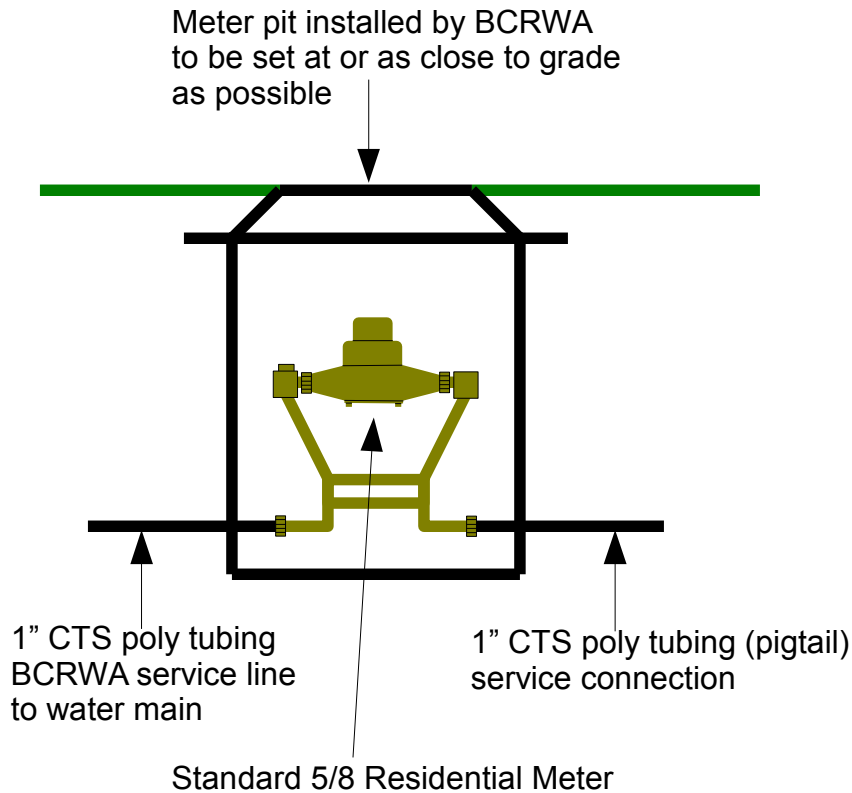 Meter pit installed by BCRWA
to be set at or as close to grade
as possible
1” CTS poly tubing
BCRWA service line
to water main
1” CTS poly tubing (pigtail)
service connection
Standard 5/8 Residential Meter